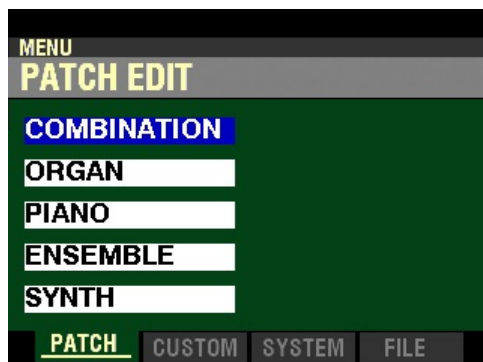 MENU
PATCH EDIT
COMBINATION
ORGAN
PIANO
ENSEMBLE
SYNTH
PATCH CUSTOM SYSTEM FILE